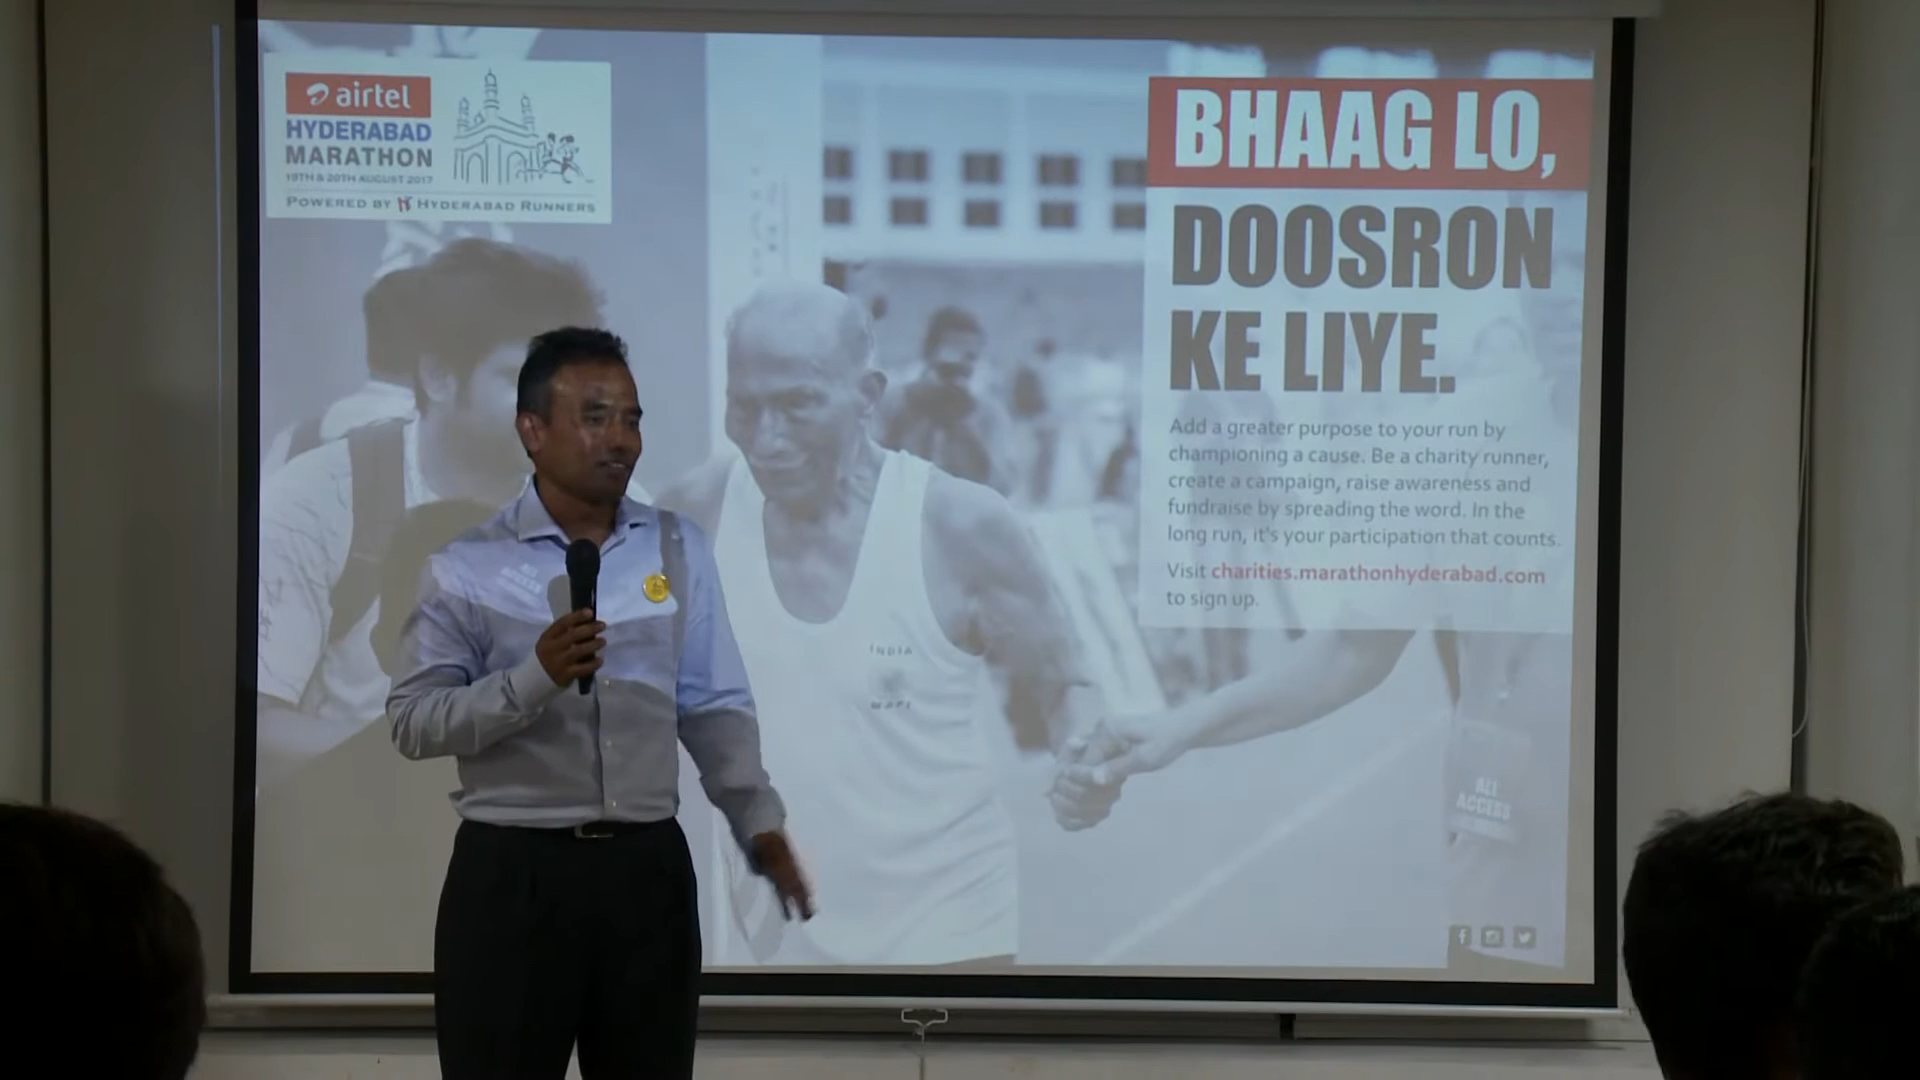 airtel
HYDERABAD
MARATHON
19TH & 20TH AUGUST 2017
POWERED BY HYDERABAD RUNNERS
BHAAG LO,
DOOSRON
KE LIYE.
Add a greater purpose to your run by
championing a cause. Be a charity runner,
create a campaign, raise awareness and
fundraise by spreading the word. In the
long run, it's your participation that counts.
Visit charities.marathonhyderabad.com
to sign up.
ALL
ACCESS
INDIA
ALL
ACCESS